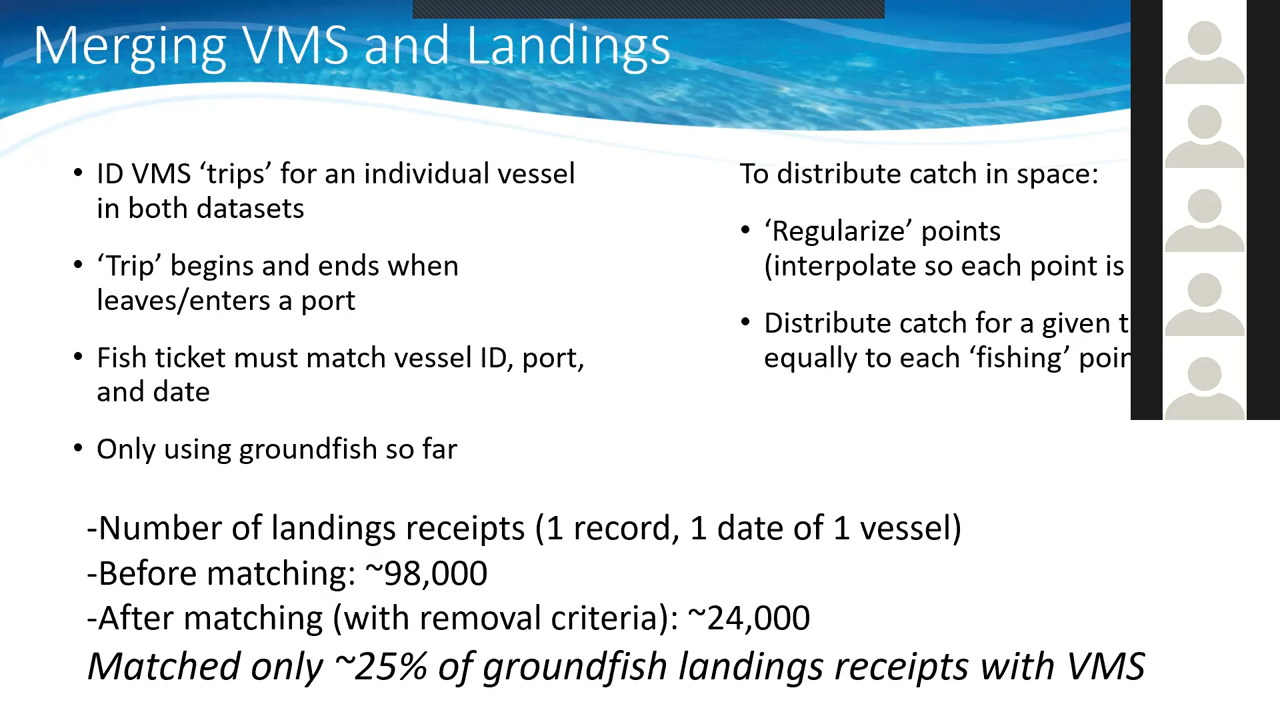 Merging VMS and Landings
• ID VMS ‘trips’ for an individual vessel
in both datasets
• ‘Trip’ begins and ends when
leaves/enters a port
• Fish ticket must match vessel ID, port,
and date
• Only using groundfish so far
To distribute catch in space:
• ‘Regularize’ points
(interpolate so each point is
• Distribute catch for a given
equally to each ‘fishing’
-Number of landings receipts (1 record, 1 date of 1 vessel)
-Before matching: ~98,000
-After matching (with removal criteria): ~24,000
Matched only ~25% of groundfish landings receipts with VMS